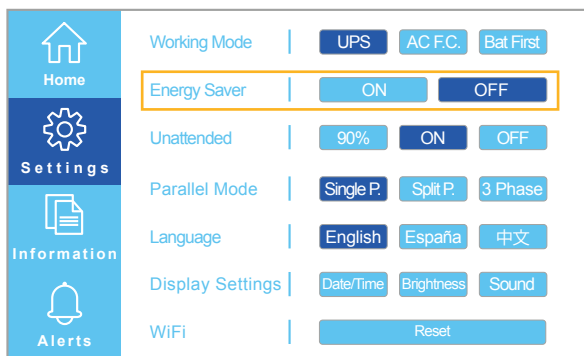 Home
Settings
Information
Alerts
Working Mode UPS AC F.C. Bat First
Energy Saver ON OFF
Unattended 90% ON OFF
Parallel Mode Single P. Split P. 3 Phase
Language English España 中文
Display Settings Date/Time Brightness Sound
WiFi Reset